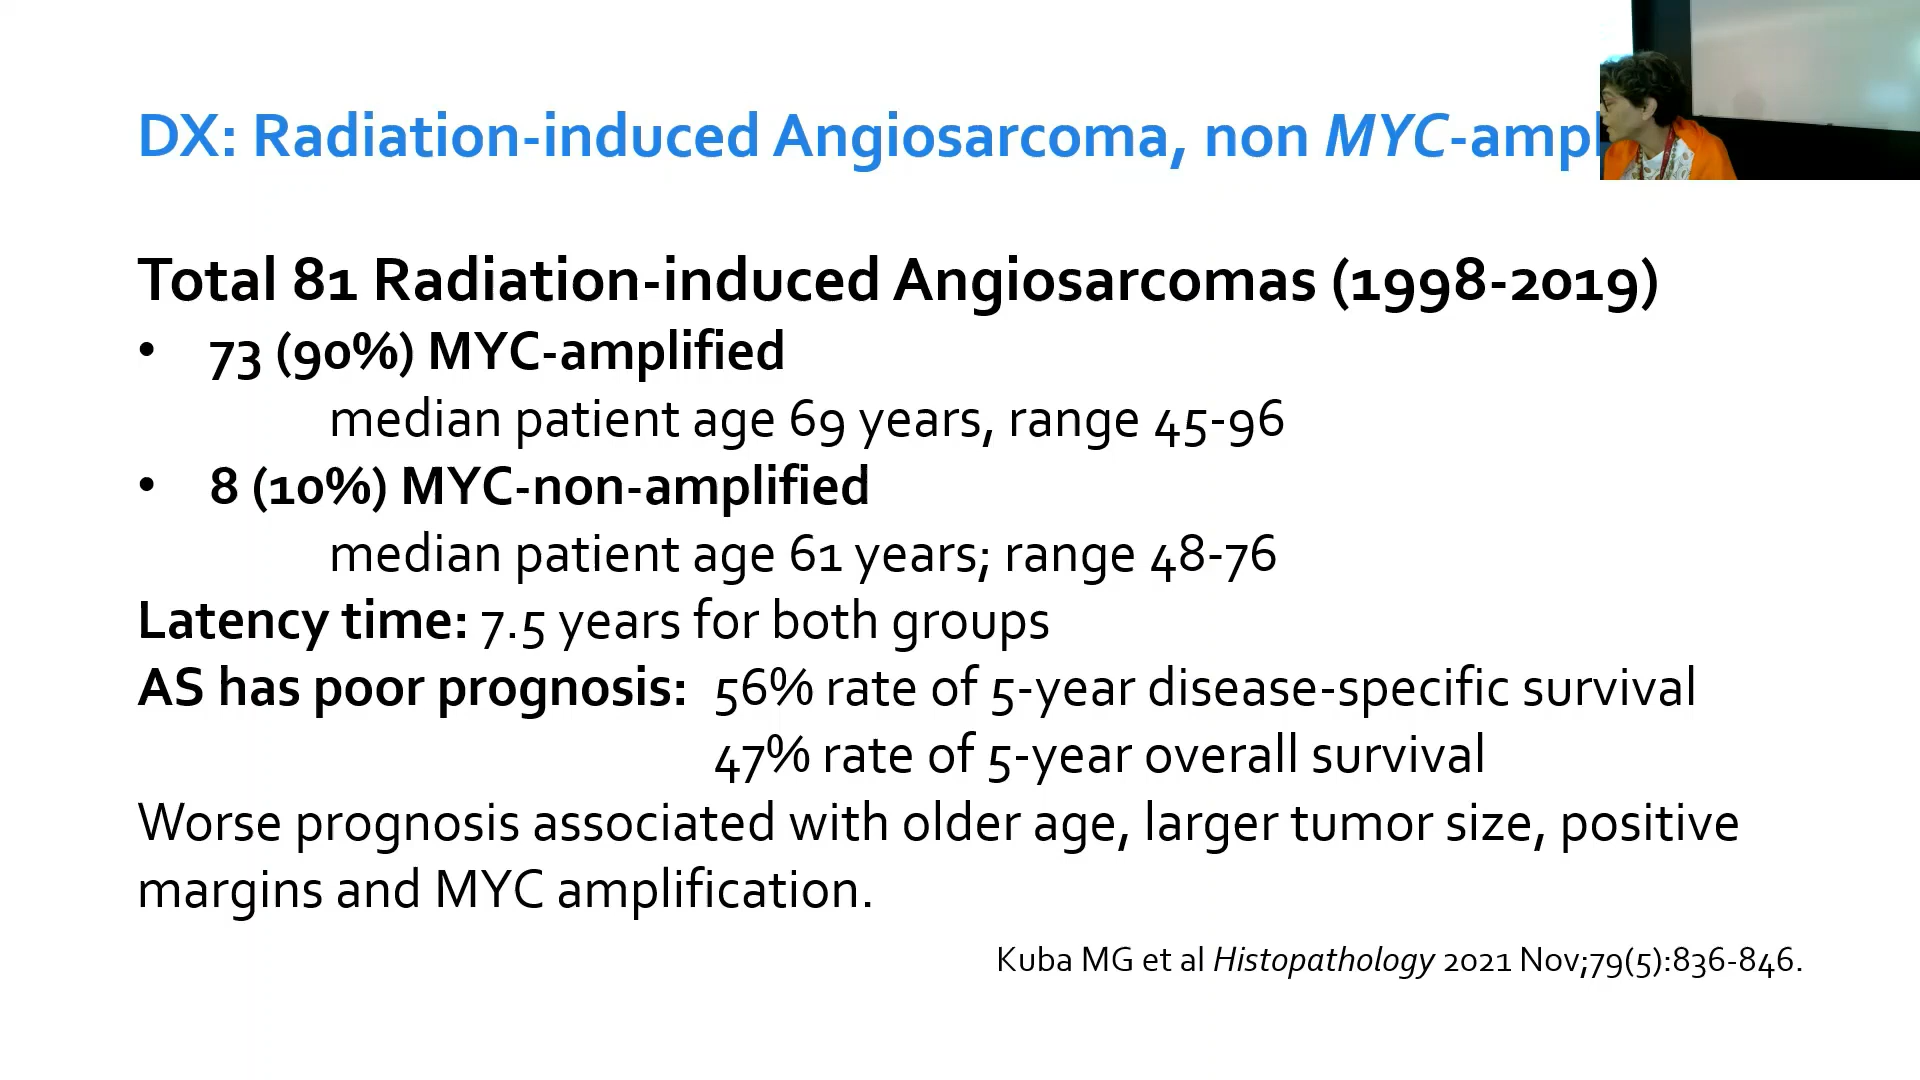 DX: Radiation-induced Angiosarcoma, non MYC-ampl
Total 81 Radiation-induced Angiosarcomas (1998-2019)
• 73 (90%) MYC-amplified
median patient age 69 years, range 45-96
• 8 (10%) MYC-non-amplified
median patient age 61 years; range 48-76
Latency time: 7.5 years for both groups
AS has poor prognosis: 56% rate of 5-year disease-specific survival
47% rate of 5-year overall survival
Worse prognosis associated with older age, larger tumor size, positive
margins and MYC amplification.
Kuba MG et al Histopathology 2021 Nov;79(5):836-846.